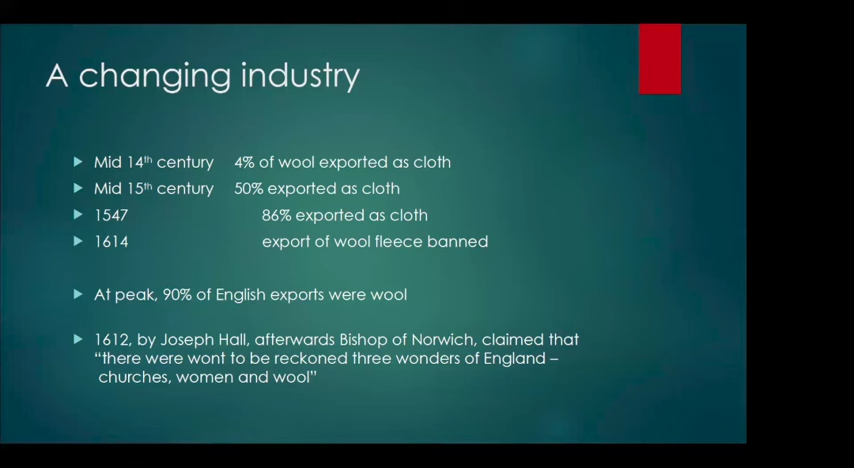 A changing industry
Mid 14th century 4% of wool exported as cloth
Mid 15th century 50% exported as cloth
1547 86% exported as cloth
1614 export of wool fleece banned
At peak, 90% of English exports were wool
1612, by Joseph Hall, afterwards Bishop of Norwich, claimed that
“there were wont to be reckoned three wonders of England –
churches, women and wool”